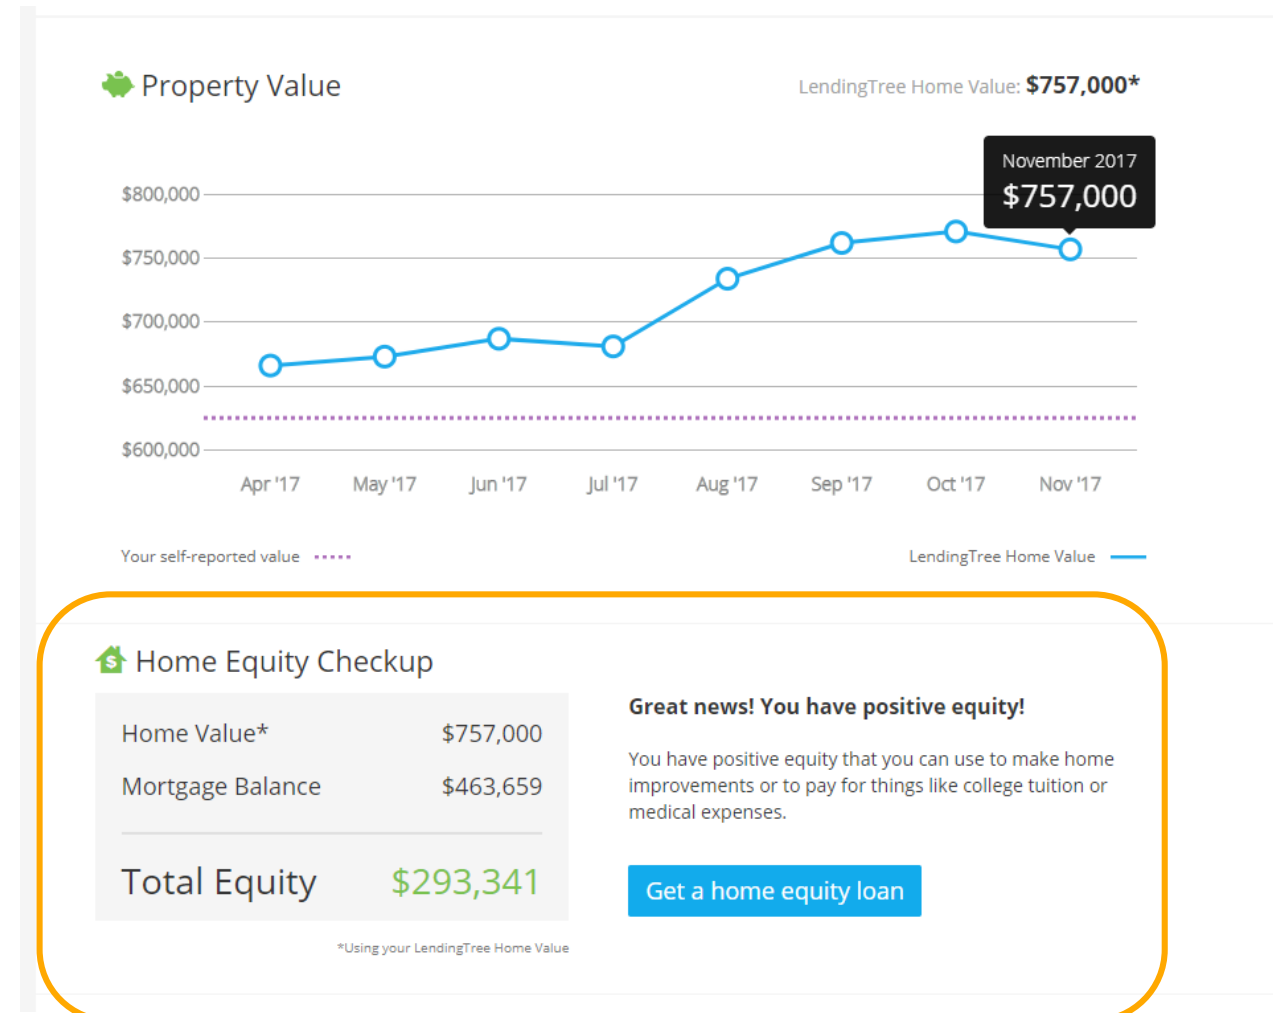 Property Value
LendingTree Home Value: $757,000*
November 2017
$757,000
$800,000
$750,000
$700,000
$650,000
$600,000
Apr '17 May '17 Jun '17 Jul '17 Aug '17 Sep '17 Oct '17 Nov '17
Your self-reported value
LendingTree Home Value
Home Equity Checkup
Home Value* $757,000
Mortgage Balance $463,659
Total Equity $293,341
*Using your LendingTree Home Value
Great news! You have positive equity!
You have positive equity that you can use to make home
improvements or to pay for things like college tuition or
medical expenses.
Get a home equity loan